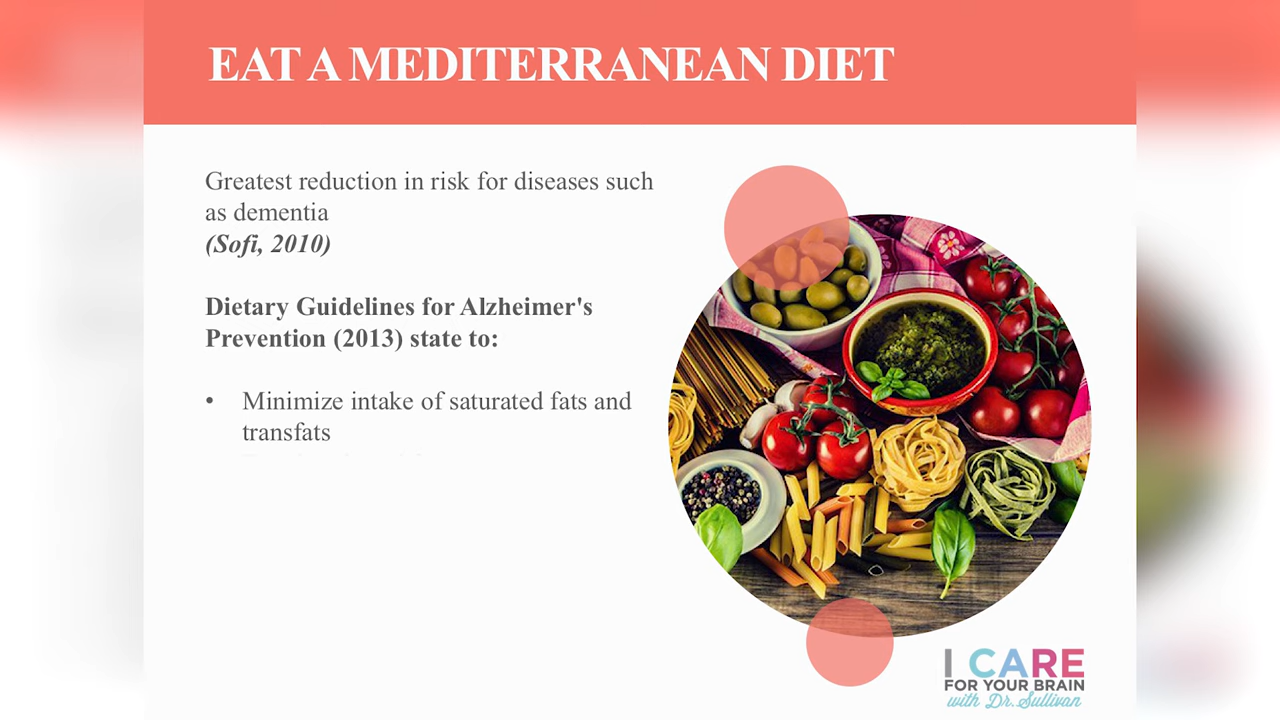 EAT A MEDITERRANEAN DIET
Greatest reduction in risk for diseases such
as dementia
(Sofi, 2010)
Dietary Guidelines for Alzheimer's
Prevention (2013) state to:
• Minimize intake of saturated fats and
transfats
I CARE
FOR YOUR BRAIN
with Dr. Sullivan